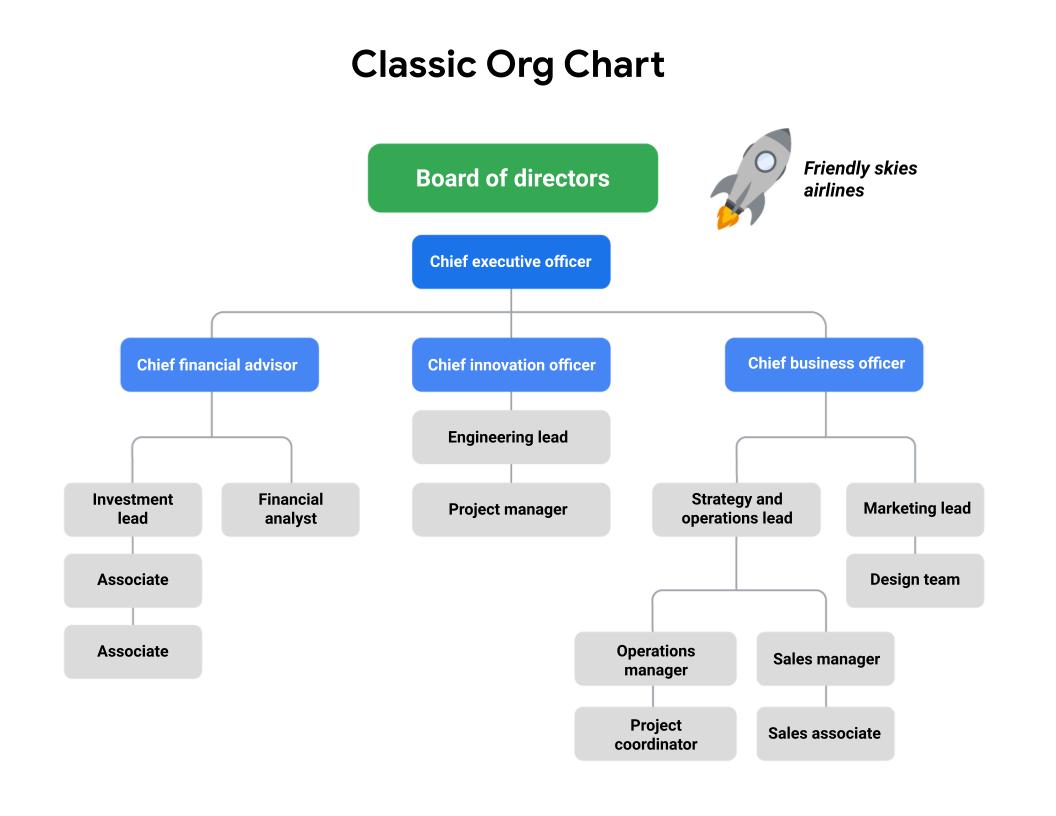 Classic Org Chart
Board of directors
Friendly skies
airlines
Chief executive officer
Chief financial advisor
Chief innovation officer
Chief business officer
Engineering lead
Investment
lead
Financial
analyst
Project manager
Strategy and
operations lead
Marketing lead
Associate
Design team
Associate
Operations
manager
Sales manager
Project
coordinator
Sales associate